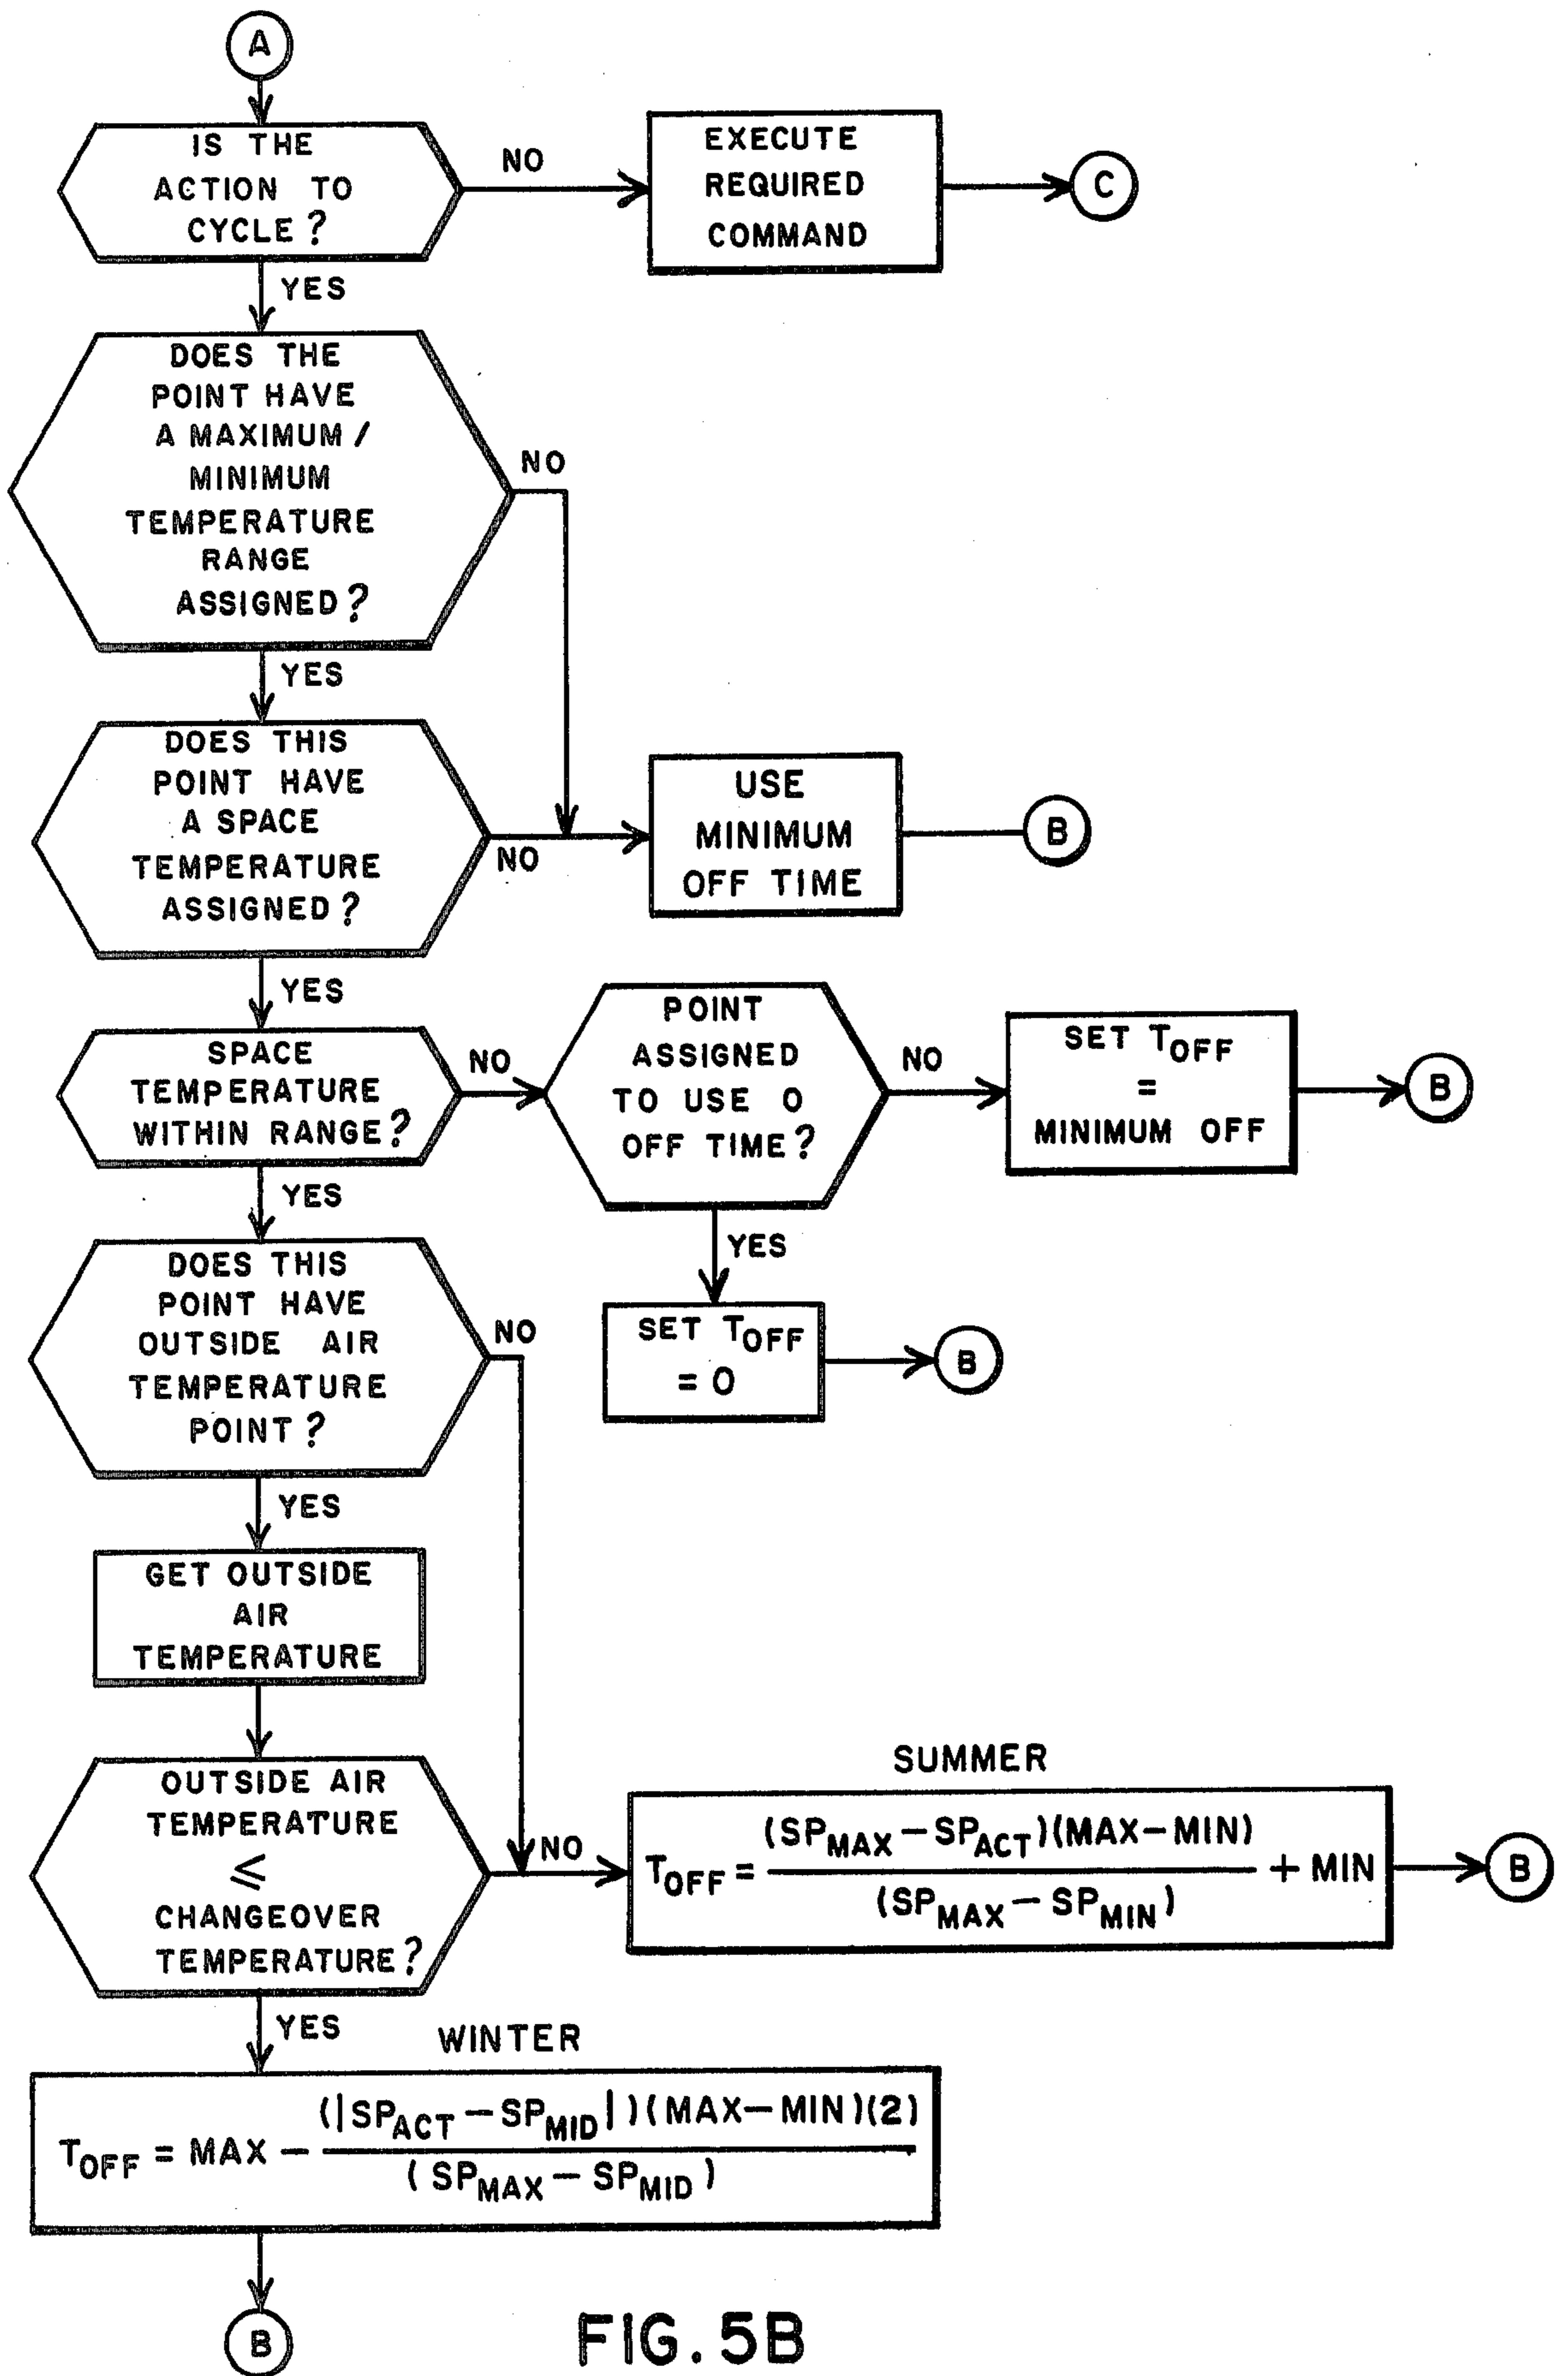 A
IS THE
ACTION TO
CYCLE?
NO
EXECUTE
REQUIRED
COMMAND
C
YES
DOES THE
POINT HAVE
A MAXIMUM /
MINIMUM
TEMPERATURE
RANGE
ASSIGNED?
NO
YES
DOES THIS
POINT HAVE
A SPACE
TEMPERATURE
ASSIGNED?
NO
USE
MINIMUM
OFF TIME
B
YES
SPACE
TEMPERATURE
WITHIN RANGE?
NO
POINT
ASSIGNED
TO USE 0
OFF TIME?
NO
SET TOFF
=
MINIMUM OFF
B
YES
SET TOFF
= 0
B
YES
DOES THIS
POINT HAVE
OUTSIDE AIR
TEMPERATURE
POINT?
NO
YES
GET OUTSIDE
AIR
TEMPERATURE
OUTSIDE AIR
TEMPERATURE
≤
CHANGEOVER
TEMPERATURE?
NO
SUMMER
(SPMAX – SPACT)(MAX–MIN)
TOFF = + MIN
(SPMAX – SPMIN)
B
YES
WINTER
(|SPACT – SPMID|)(MAX–MIN)(2)
TOFF = MAX –
(SPMAX – SPMID)
B
FIG. 5B